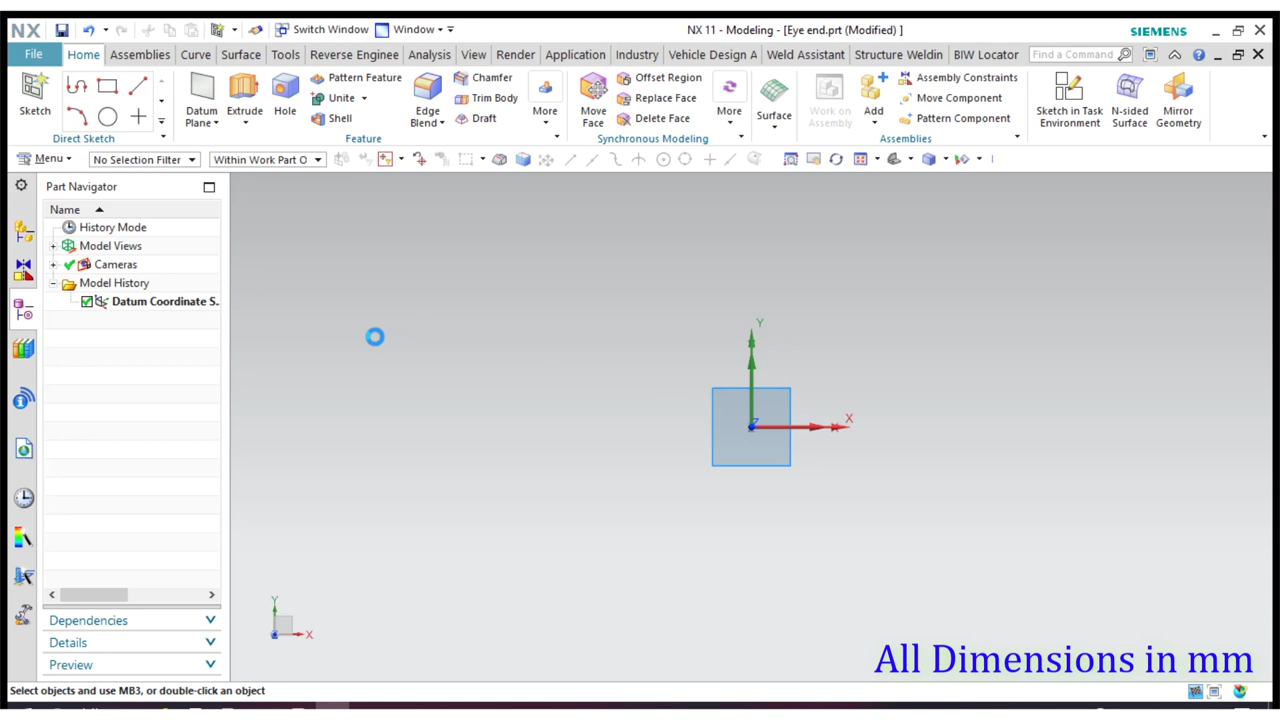 NX Switch Window Window NX 11 - Modeling - [Eye end.prt (Modified) ] SIEMENS
File Home Assemblies Curve Surface Tools Reverse Enginee Analysis View Render Application Industry Vehicle Design A Weld Assistant Structure Weldin BIW Locator Find a Command
Sketch
Direct Sketch
Datum Plane
Extrude
Hole
Pattern Feature
Unite
Shell
Edge Blend
Chamfer
Trim Body
Draft
More
Feature
Move Face
Offset Region
Replace Face
Delete Face
More
Synchronous Modeling
Surface
Work on Assembly
Add
Assembly Constraints
Move Component
Pattern Component
Assemblies
Sketch in Task Environment
N-sided Surface
Mirror Geometry
Menu No Selection Filter Within Work Part O
Part Navigator
Name
History Mode
Model Views
Cameras
Model History
Datum Coordinate S.
Dependencies
Details
Preview
Y
X
Z
Y
X
All Dimensions in mm
Select objects and use MB3, or double-click an object